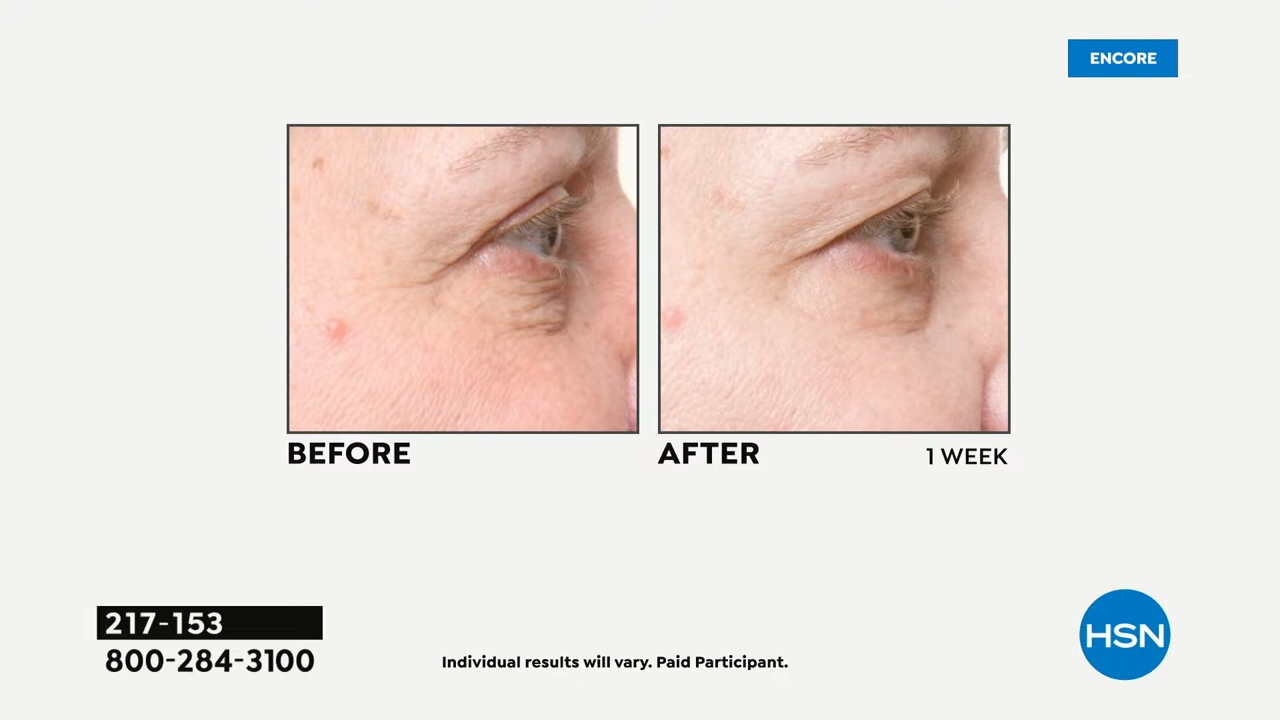 ENCORE
BEFORE
AFTER
1 WEEK
217-153
800-284-3100
Individual results will vary. Paid Participant.
HSN